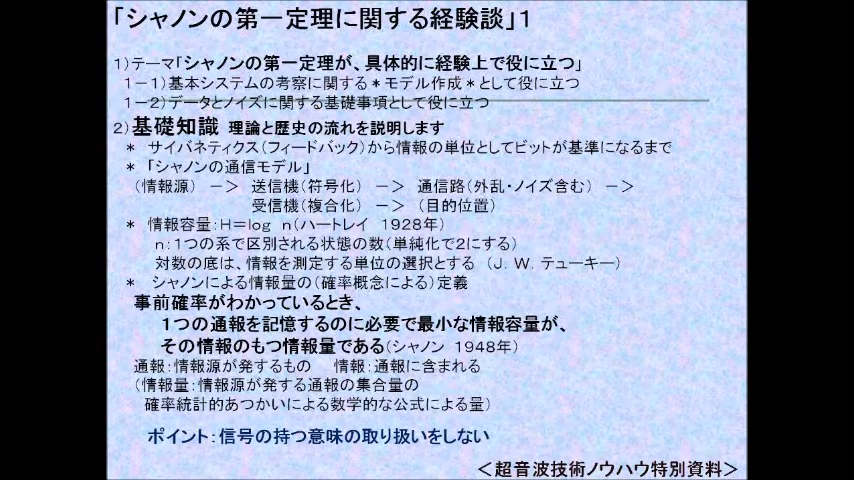 「シャノンの第一定理に関する経験談」１
１）テーマ「シャノンの第一定理が、具体的に経験上で役に立つ」
１－１）基本システムの考察に関する＊モデル作成＊として役に立つ
１－２）データとノイズに関する基礎事項として役に立つ
２）基礎知識 理論と歴史の流れを説明します
＊ サイバネティクス（フィードバック）から情報の単位としてビットが基準になるまで
＊ 「シャノンの通信モデル」
（情報源） －＞ 送信機（符号化） －＞ 通信路（外乱・ノイズ含む） －＞
受信機（複合化） －＞ （目的位置）
＊ 情報容量：Ｈ＝log n（ハートレイ 1928年）
n：１つの系で区別される状態の数（単純化で２にする）
対数の底は、情報を測定する単位の選択とする （J．W．テューキー）
＊ シャノンによる情報量の（確率概念による）定義
事前確率がわかっているとき、
１つの通報を記憶するのに必要で最小な情報容量が、
その情報のもつ情報量である（シャノン 1948年）
通報：情報源が発するもの 情報：通報に含まれる
（情報量：情報源が発する通報の集合量の
確率統計的あつかいによる数学的な公式による量）
ポイント：信号の持つ意味の取り扱いをしない
＜超音波技術ノウハウ特別資料＞